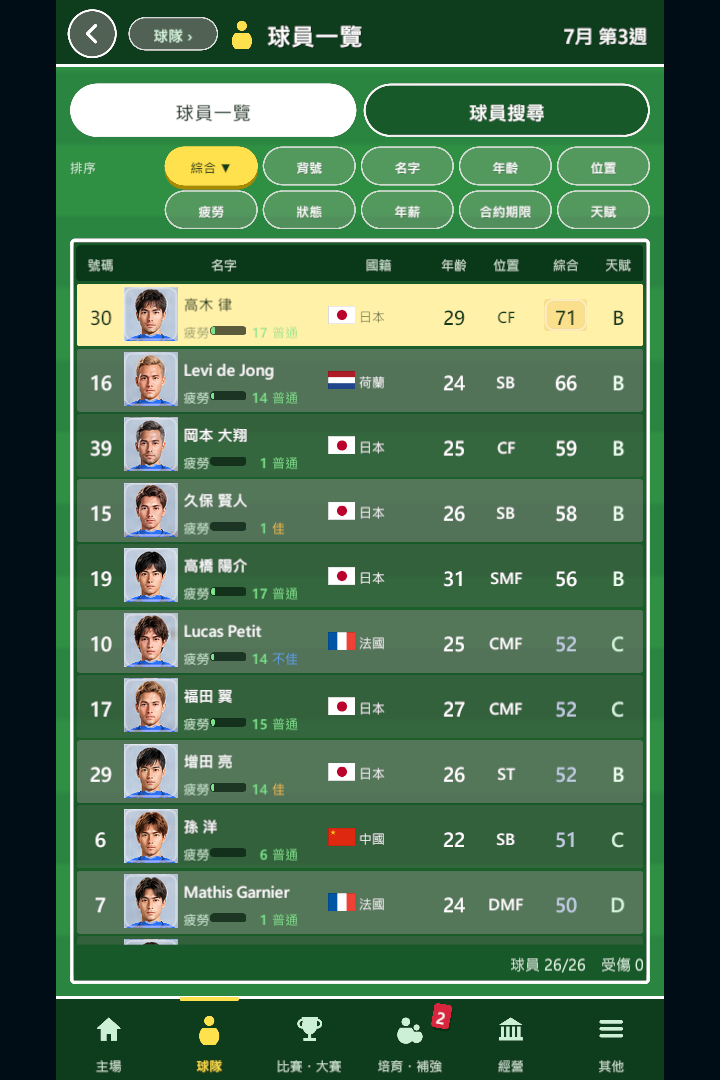 球隊 › 球員一覽 7月 第3週
球員一覽 球員搜尋
排序 綜合 ▼ 背號 名字 年齡 位置
疲勞 狀態 年薪 合約期限 天賦
號碼 名字 國籍 年齡 位置 綜合 天賦
30 高木 律 日本 29 CF 71 B
疲勞 17 普通
16 Levi de Jong 荷蘭 24 SB 66 B
疲勞 14 普通
39 岡本 大翔 日本 25 CF 59 B
疲勞 1 普通
15 久保 賢人 日本 26 SB 58 B
疲勞 1 佳
19 高橋 陽介 日本 31 SMF 56 B
疲勞 17 普通
10 Lucas Petit 法國 25 CMF 52 C
疲勞 14 不佳
17 福田 翼 日本 27 CMF 52 C
疲勞 15 普通
29 增田 亮 日本 26 ST 52 B
疲勞 14 佳
6 孫 洋 中國 22 SB 51 C
疲勞 6 普通
7 Mathis Garnier 法國 24 DMF 50 D
疲勞 1 普通
球員 26/26 受傷 0
2
主場 球隊 比賽・大賽 培育・補強 經營 其他